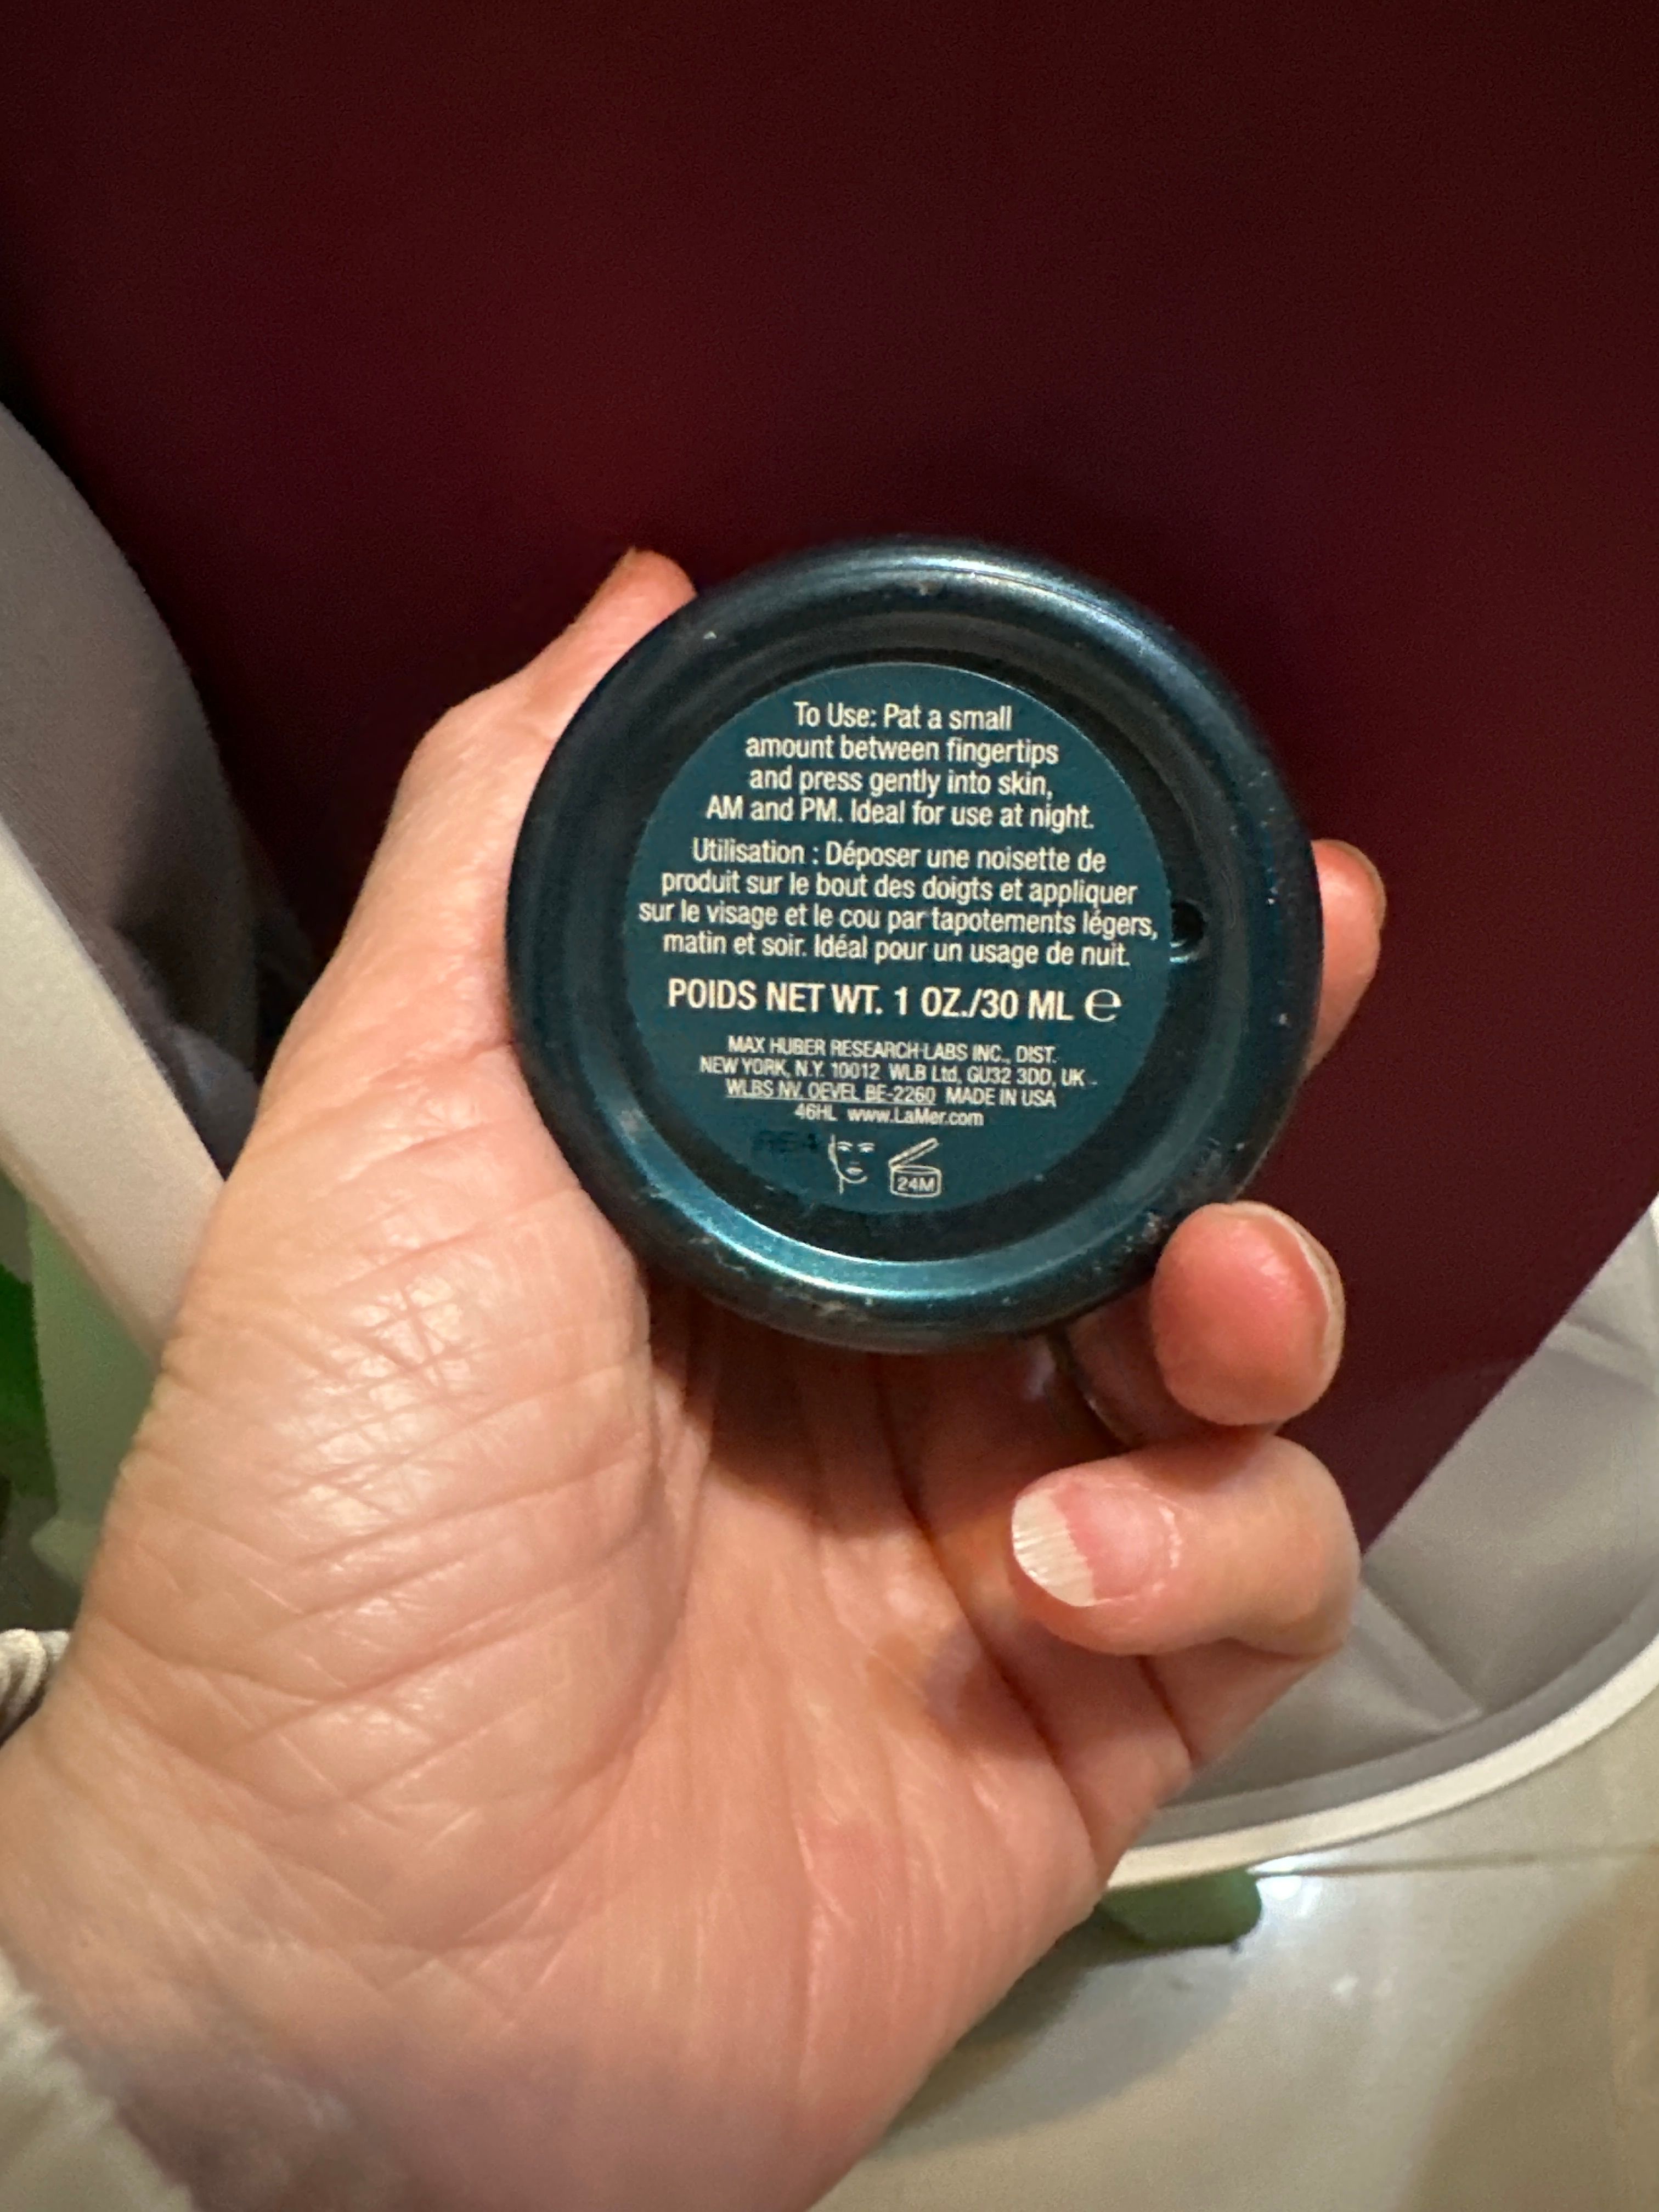 To Use: Pat a small
amount between fingertips
and press gently into skin,
AM and PM. Ideal for use at night.
Utilisation : Déposer une noisette de
produit sur le bout des doigts et appliquer
sur le visage et le cou par tapotements légers,
matin et soir. Idéal pour un usage de nuit.
POIDS NET WT. 1 OZ./30 ML ℮
MAX HUBER RESEARCH LABS INC., DIST.
NEW YORK, N.Y. 10012 WLB Ltd, GU32 3DD, UK
WLBS NV. OEVEL BE-2260 MADE IN USA
46HL www.LaMer.com
24M